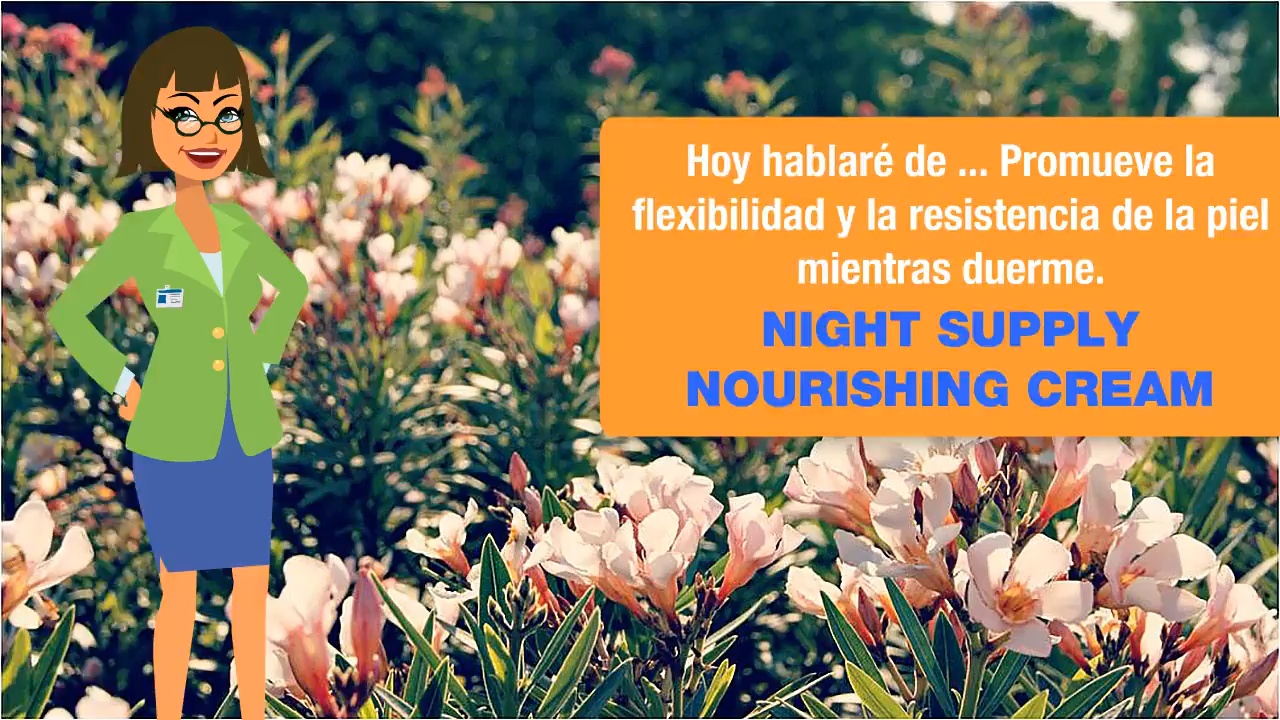 Hoy hablaré de ... Promueve la
flexibilidad y la resistencia de la piel
mientras duerme.
NIGHT SUPPLY
NOURISHING CREAM